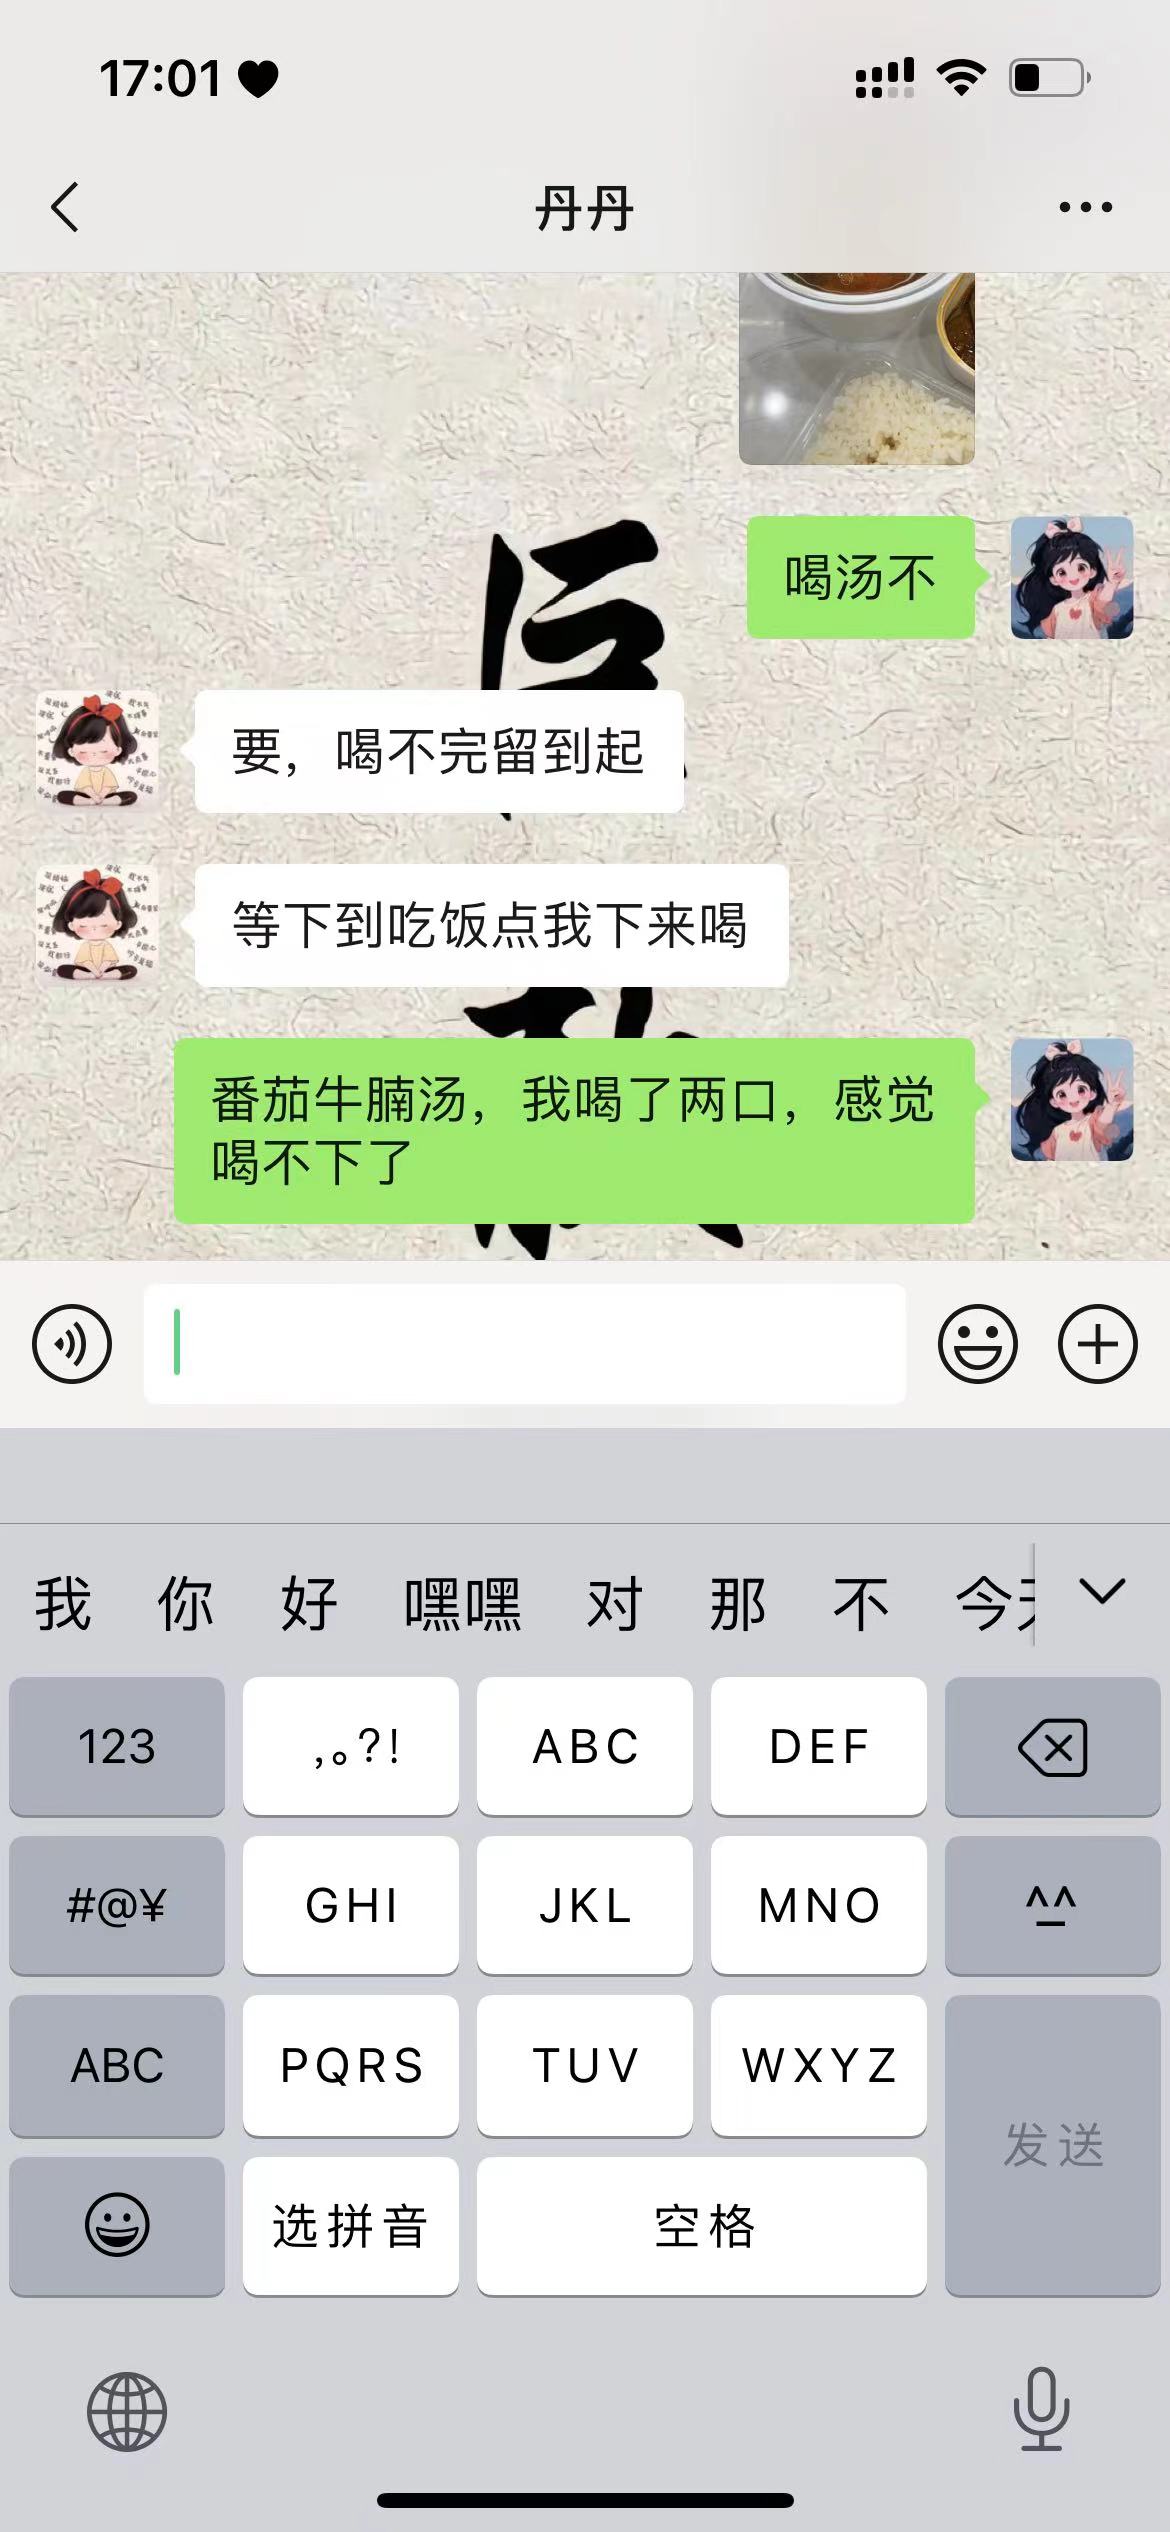 17:01
丹丹
喝汤不
要，喝不完留到起
等下到吃饭点我下来喝
番茄牛腩汤，我喝了两口，感觉
喝不下了
我 你 好 嘿嘿 对 那 不 今天
123 ,。?! ABC DEF
#@¥ GHI JKL MNO ^^
ABC PQRS TUV WXYZ
发送
选拼音 空格